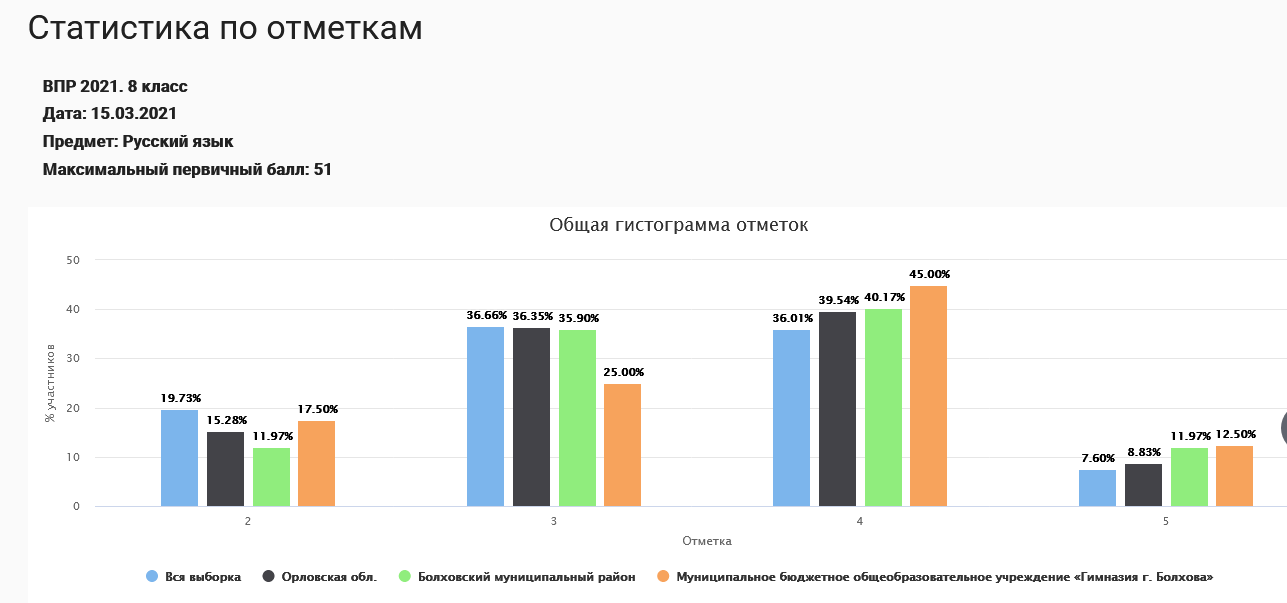 Статистика по отметкам
ВПР 2021. 8 класс
Дата: 15.03.2021
Предмет: Русский язык
Максимальный первичный балл: 51
Общая гистограмма отметок
% участников
50
40
30
20
10
0
19.73% 15.28% 11.97% 17.50%
36.66% 36.35% 35.90% 25.00%
36.01% 39.54% 40.17% 45.00%
7.60% 8.83% 11.97% 12.50%
2 3 4 5
Отметка
Вся выборка Орловская обл. Болховский муниципальный район Муниципальное бюджетное общеобразовательное учреждение «Гимназия г. Болхова»